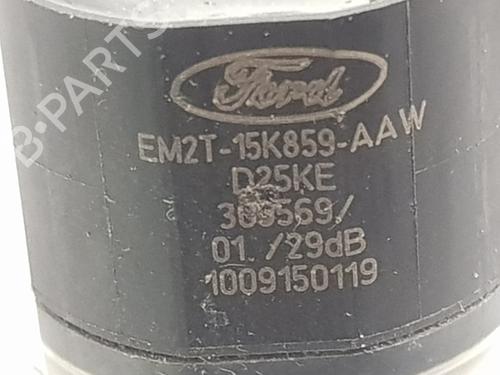 B-PARTS
Ford
EM2T-15K859-AAW
D25KE
309569/
01. /29dB
1009150119